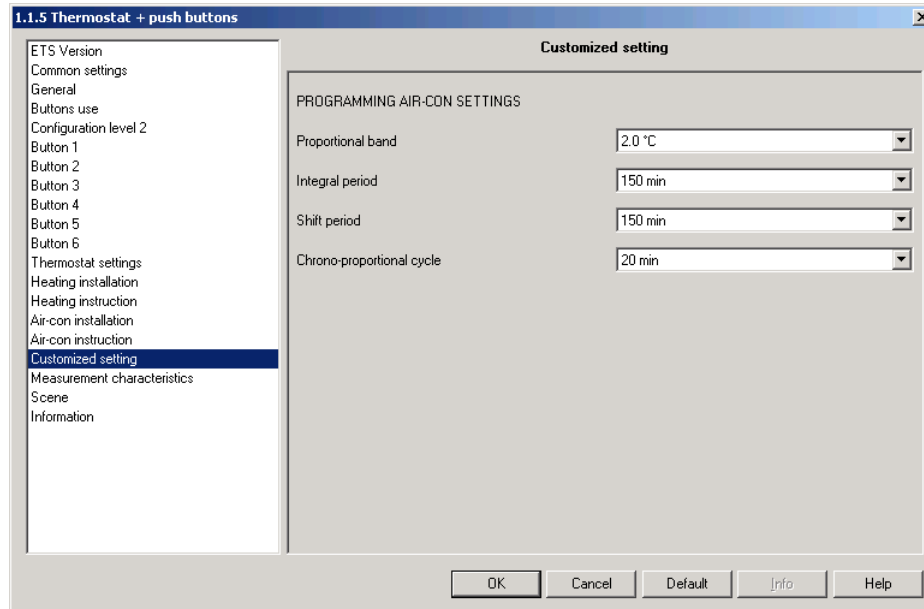 1.1.5 Thermostat + push buttons
ETS Version
Common settings
General
Buttons use
Configuration level 2
Button 1
Button 2
Button 3
Button 4
Button 5
Button 6
Thermostat settings
Heating installation
Heating instruction
Air-con installation
Air-con instruction
Customized setting
Measurement characteristics
Scene
Information
Customized setting
PROGRAMMING AIR-CON SETTINGS
Proportional band 2.0 °C
Integral period 150 min
Shift period 150 min
Chrono-proportional cycle 20 min
OK Cancel Default Info Help